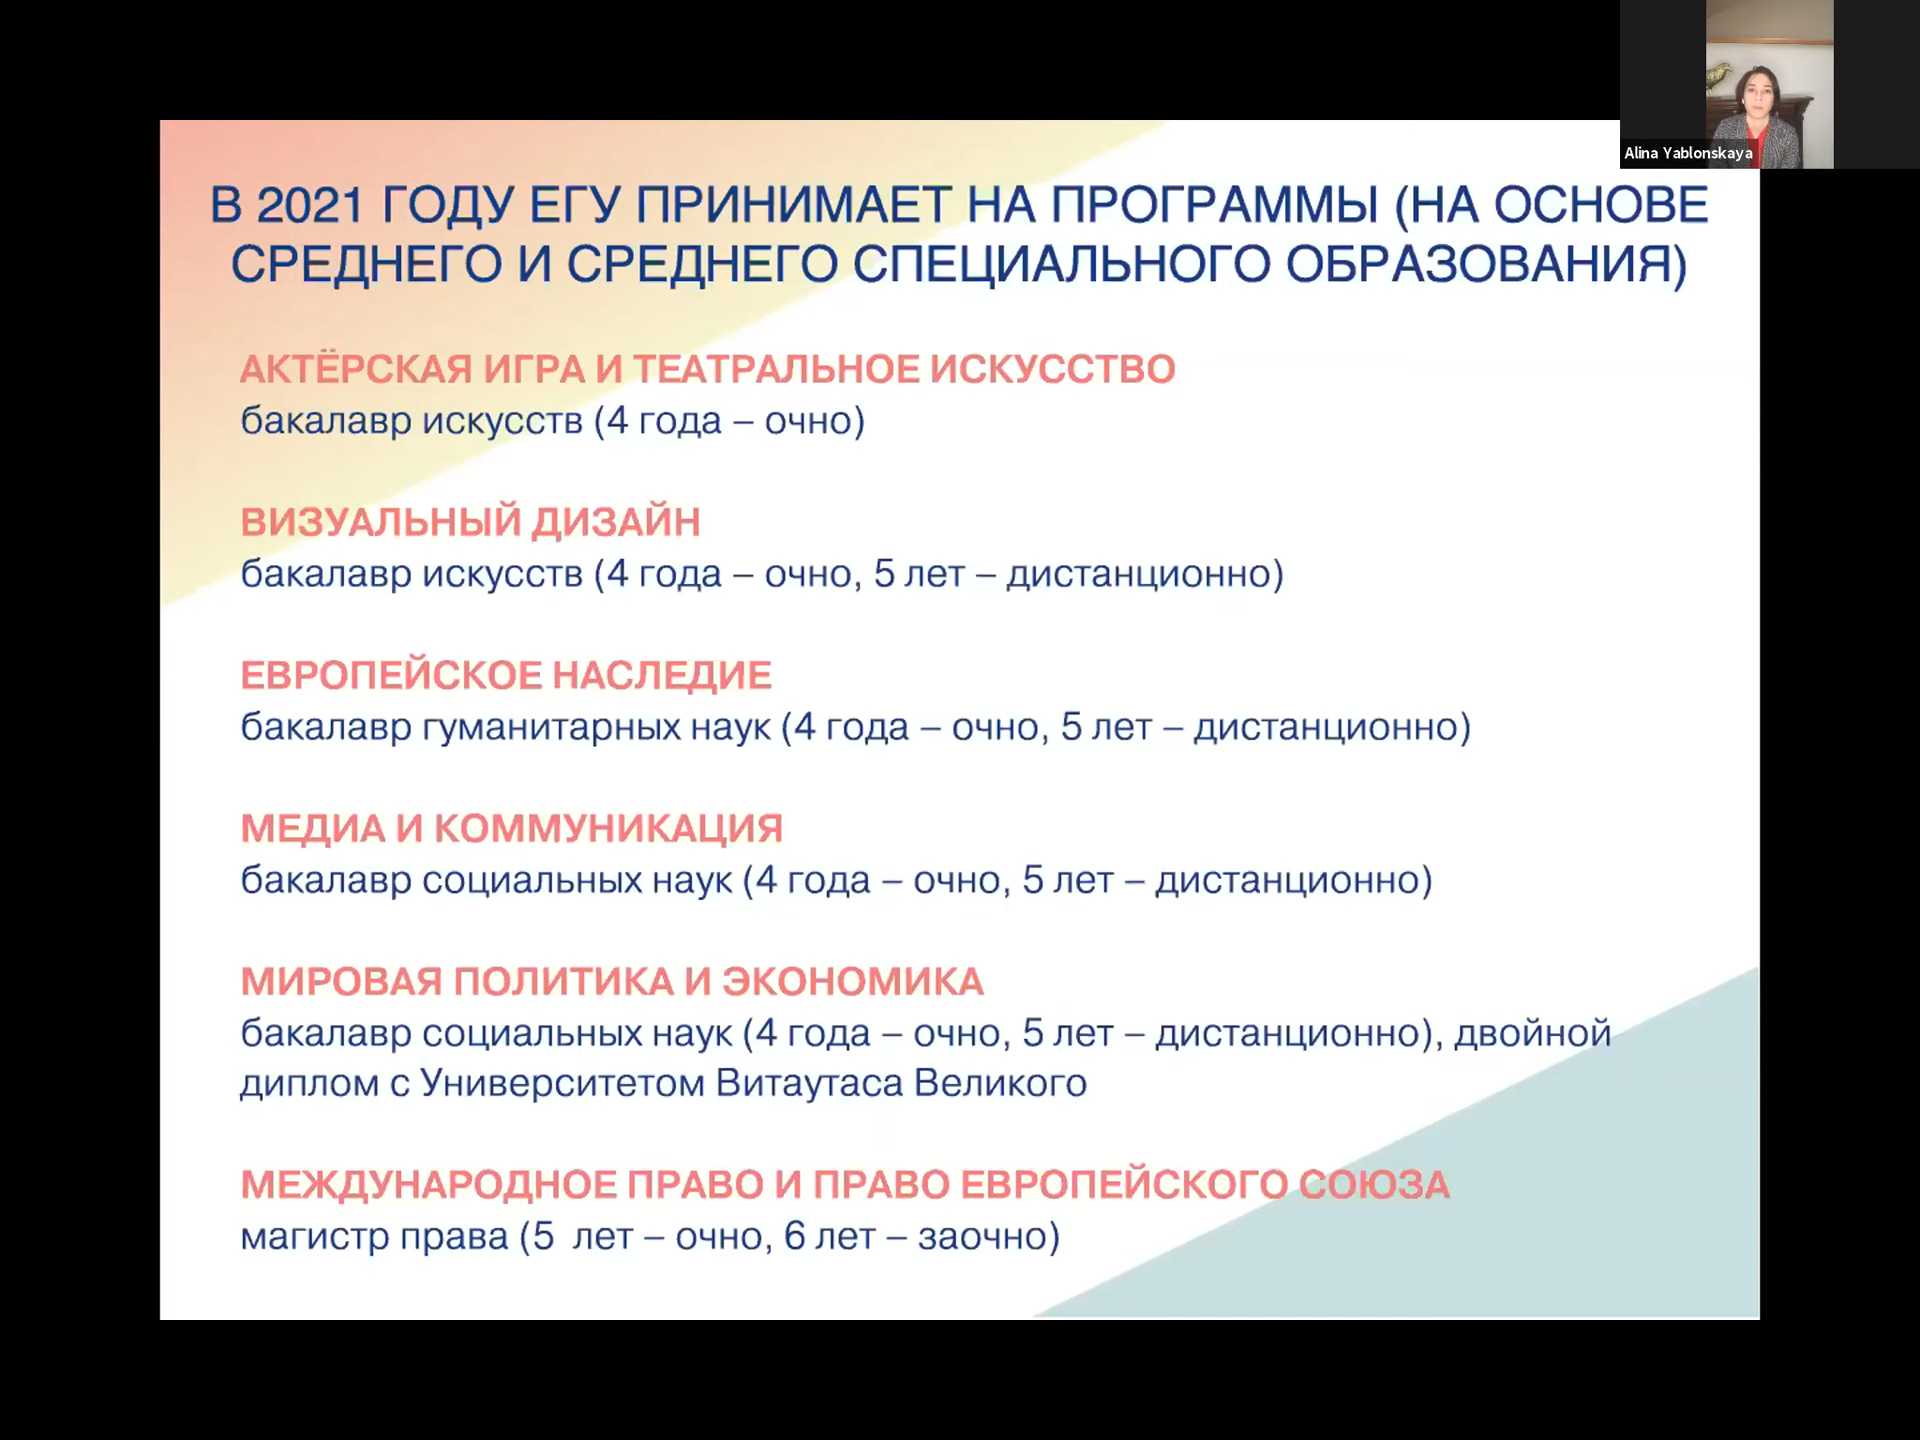 Alina Yablonskaya
В 2021 ГОДУ ЕГУ ПРИНИМАЕТ НА ПРОГРАММЫ (НА ОСНОВЕ
СРЕДНЕГО И СРЕДНЕГО СПЕЦИАЛЬНОГО ОБРАЗОВАНИЯ)
АКТЁРСКАЯ ИГРА И ТЕАТРАЛЬНОЕ ИСКУССТВО
бакалавр искусств (4 года – очно)
ВИЗУАЛЬНЫЙ ДИЗАЙН
бакалавр искусств (4 года – очно, 5 лет – дистанционно)
ЕВРОПЕЙСКОЕ НАСЛЕДИЕ
бакалавр гуманитарных наук (4 года – очно, 5 лет – дистанционно)
МЕДИА И КОММУНИКАЦИЯ
бакалавр социальных наук (4 года – очно, 5 лет – дистанционно)
МИРОВАЯ ПОЛИТИКА И ЭКОНОМИКА
бакалавр социальных наук (4 года – очно, 5 лет – дистанционно), двойной
диплом с Университетом Витаутаса Великого
МЕЖДУНАРОДНОЕ ПРАВО И ПРАВО ЕВРОПЕЙСКОГО СОЮЗА
магистр права (5 лет – очно, 6 лет – заочно)